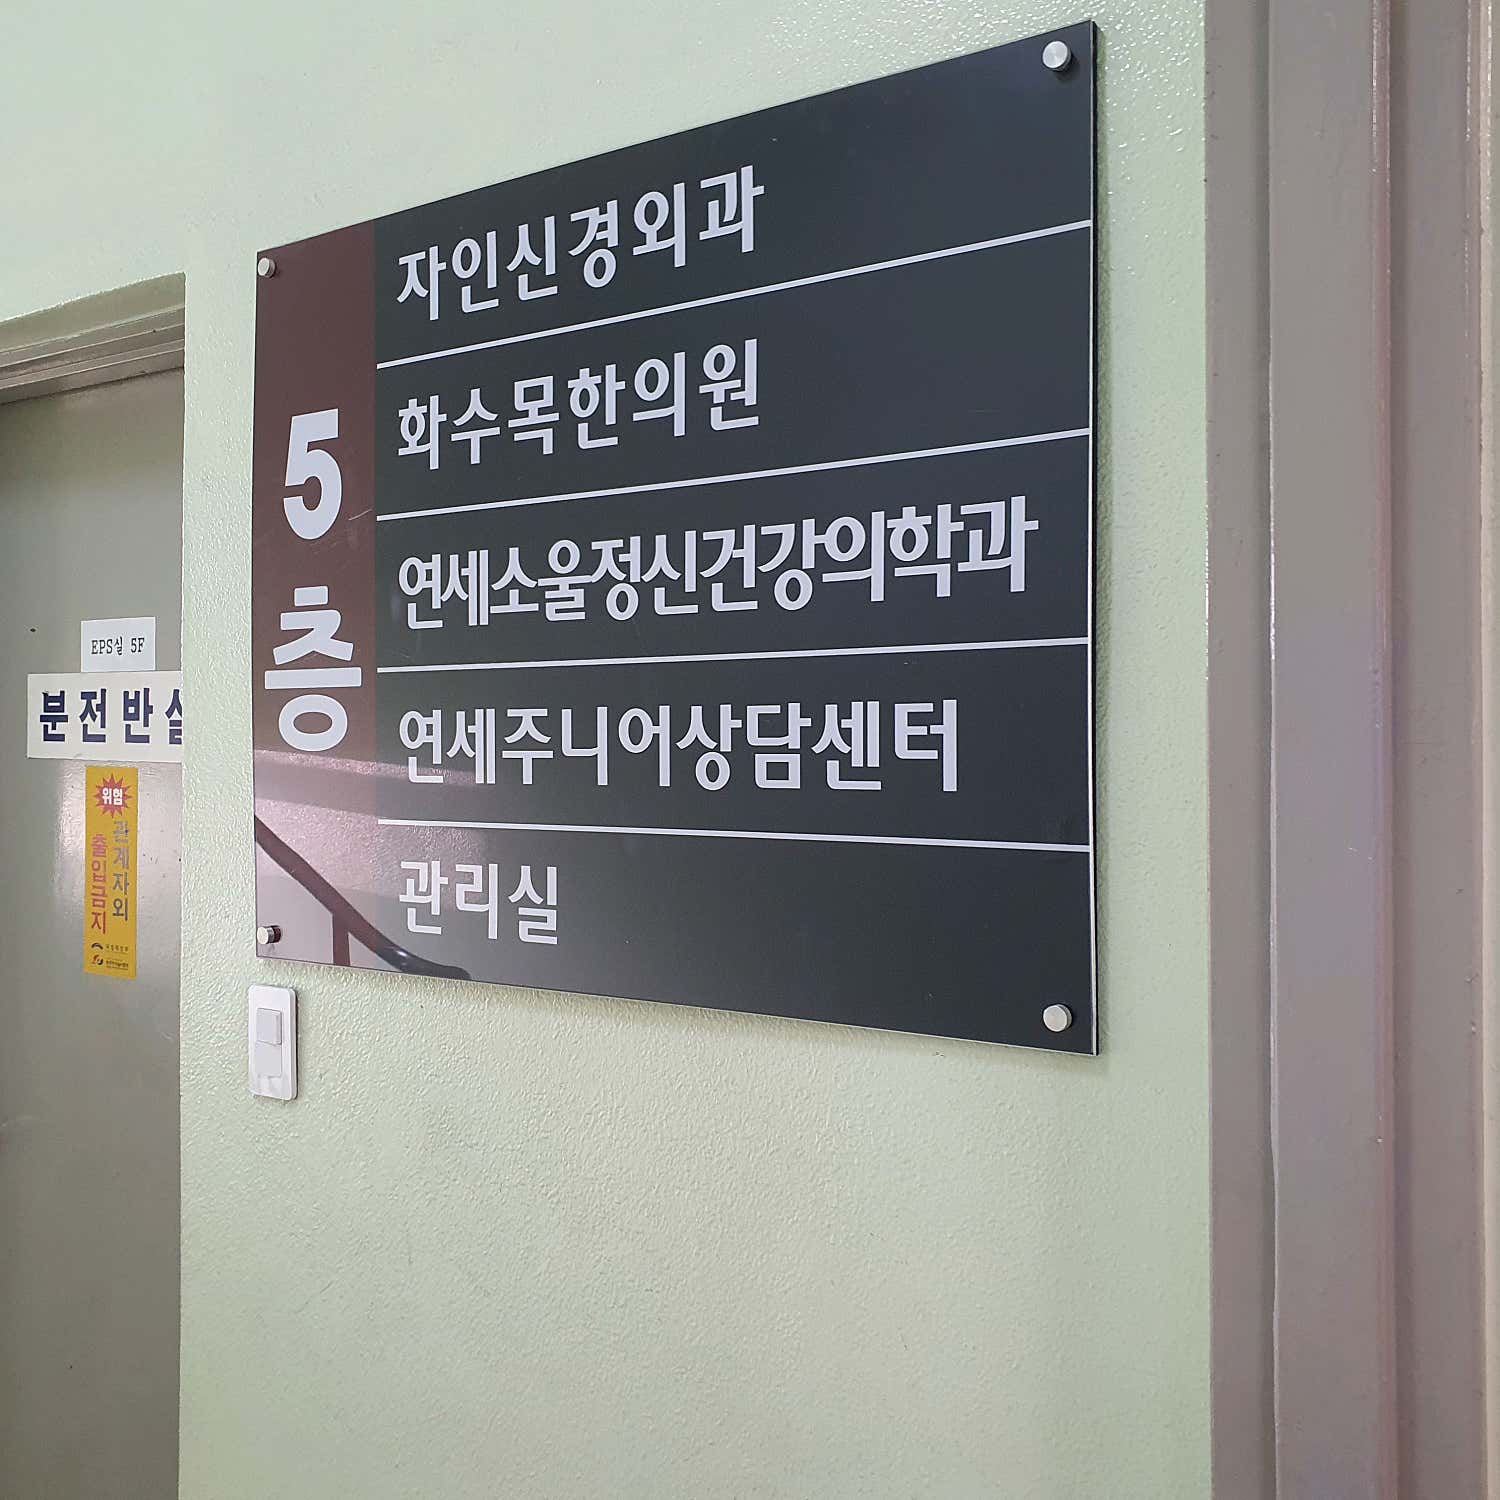 자인신경외과
화수목한의원
5층
연세소울정신건강의학과
연세주니어상담센터
관리실
EPS실 5F
분전반실
위험
관계자외
출입금지